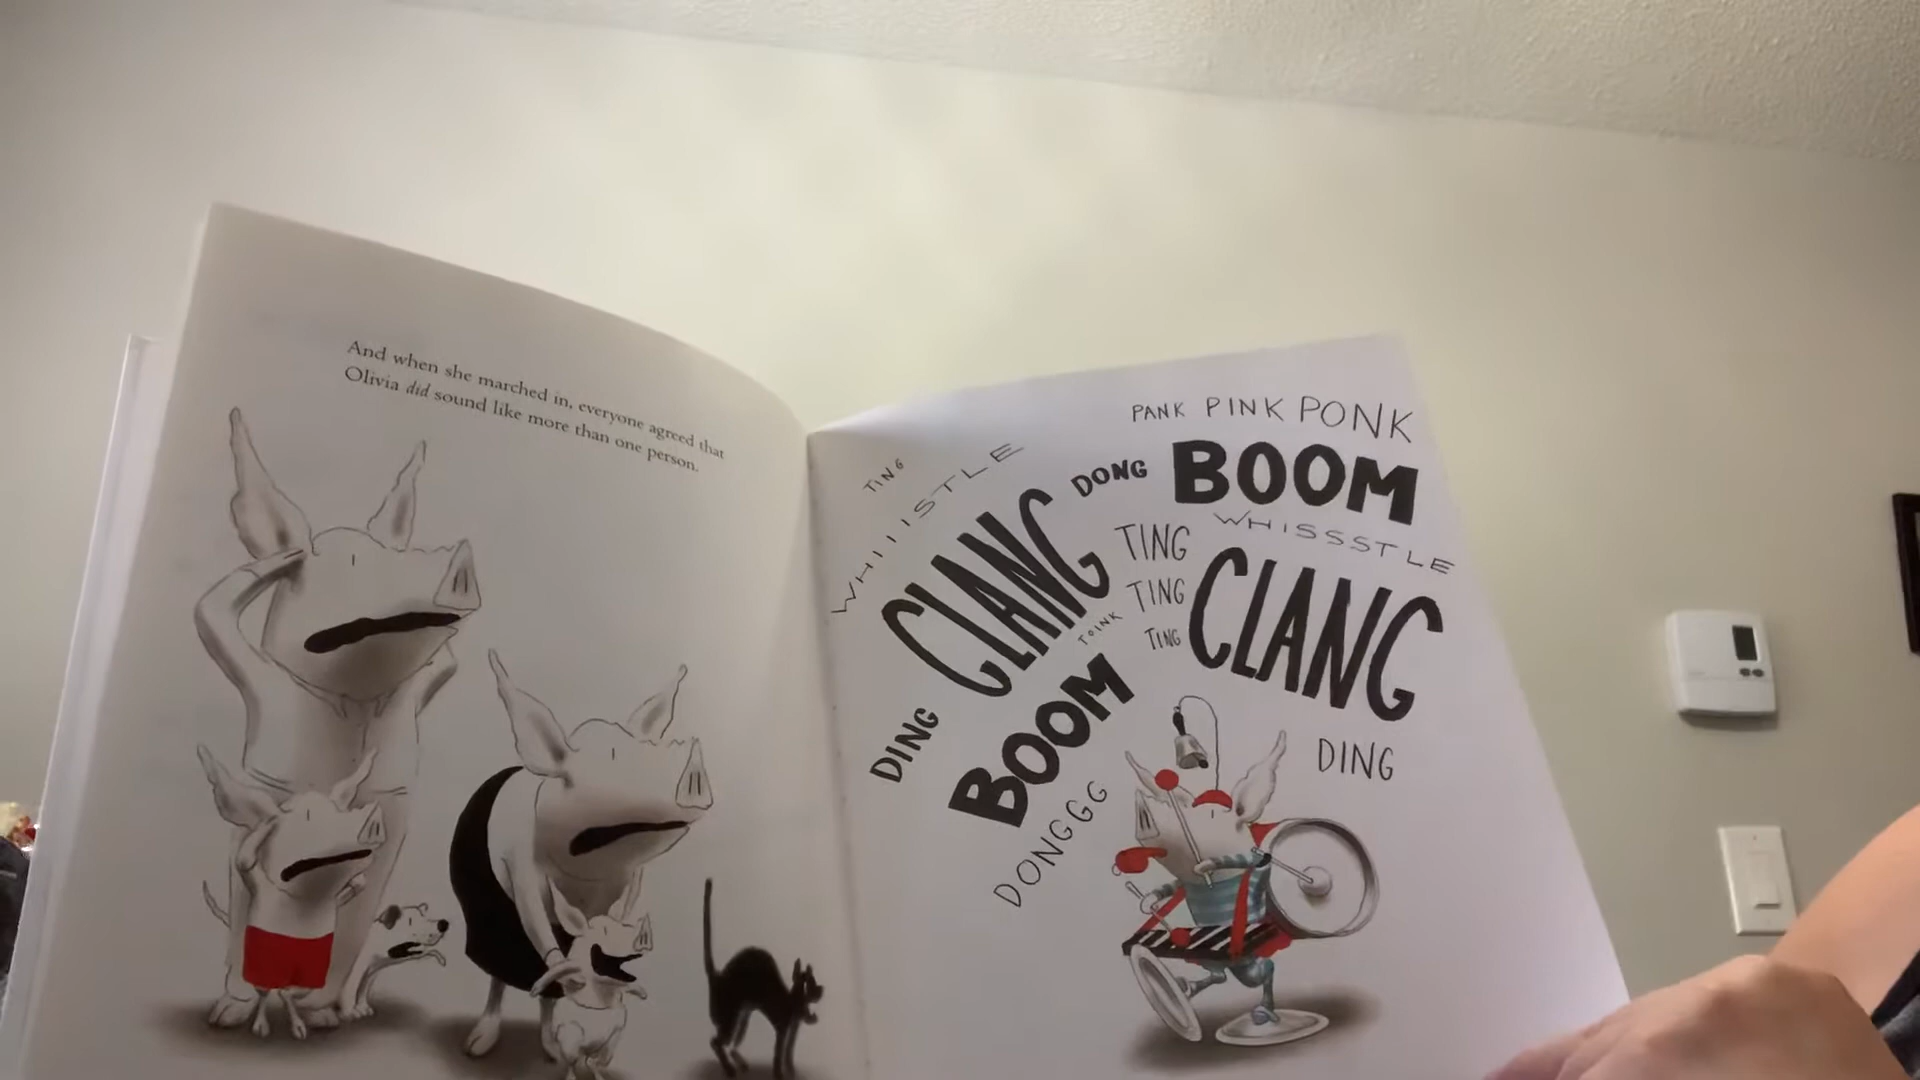 And when she marched in, everyone agreed that
Olivia did sound like more than one person.
PANK PINK PONK
TING
WHIIISTLE
DONG
BOOM
WHISSSTLE
CLANG
TING
TING
TING
CLANG
TOINK
DING
BOOM
DING
DONGGG